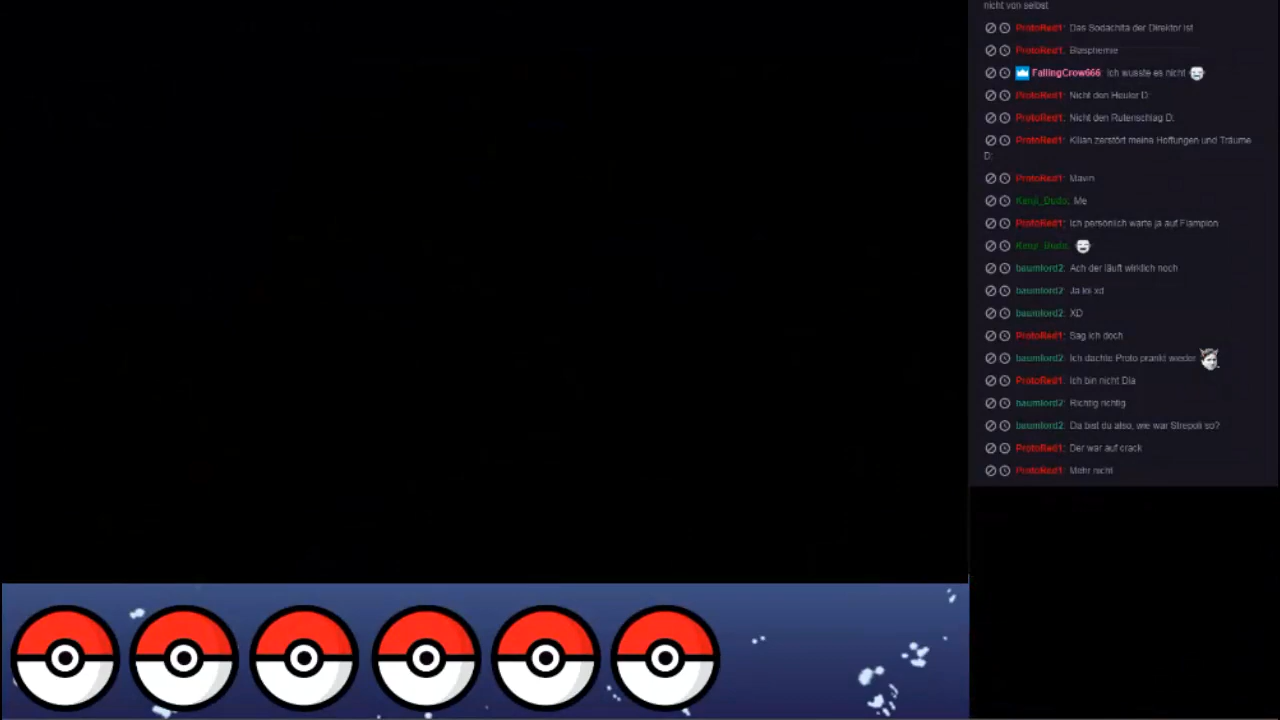 nicht von selbst
ProtoRed1: Das Sodachita der Direktor ist
ProtoRed1: Blasphemie
FallingCrow666: Ich wusste es nicht
ProtoRed1: Nicht den Heuler D:
ProtoRed1: Nicht den Rutenschlag D:
ProtoRed1: Kilian zerstört meine Hoffungen und Träume
D:
ProtoRed1: Mavin
Kenji_Dudo: Me
ProtoRed1: Ich persönlich warte ja auf Flampion
baumlord2: Ach der läuft wirklich noch
baumlord2: Ja loi xd
baumlord2: XD
ProtoRed1: Sag ich doch
baumlord2: Ich dachte Proto prankt wieder
ProtoRed1: Ich bin nicht Dia
baumlord2: Richtig richtig
baumlord2: Da bist du also, wie war Strepoli so?
ProtoRed1: Der war auf crack
ProtoRed1: Mehr nicht